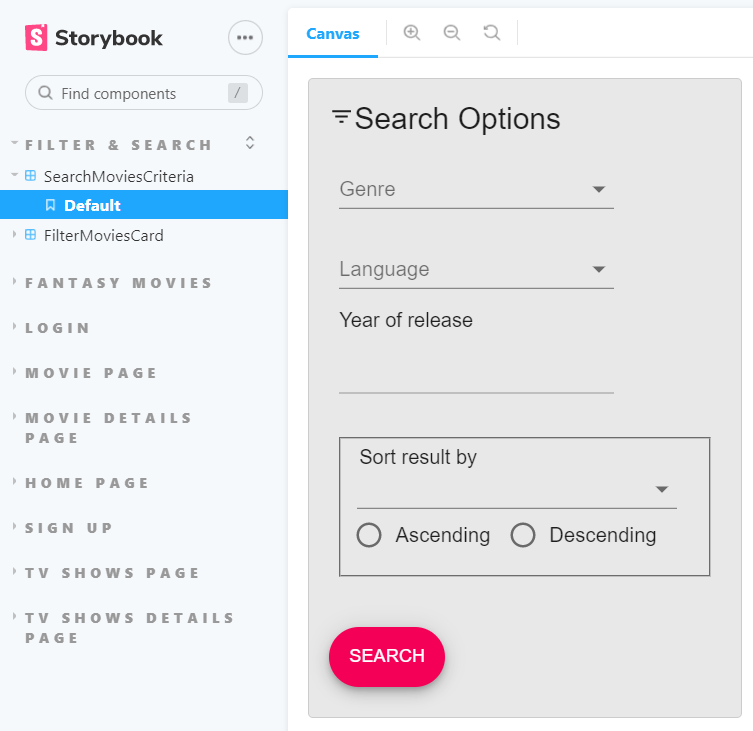 Storybook
Find components
/
FILTER & SEARCH
SearchMoviesCriteria
Default
FilterMoviesCard
FANTASY MOVIES
LOGIN
MOVIE PAGE
MOVIE DETAILS
PAGE
HOME PAGE
SIGN UP
TV SHOWS PAGE
TV SHOWS DETAILS
PAGE
Canvas
Search Options
Genre
Language
Year of release
Sort result by
Ascending Descending
SEARCH